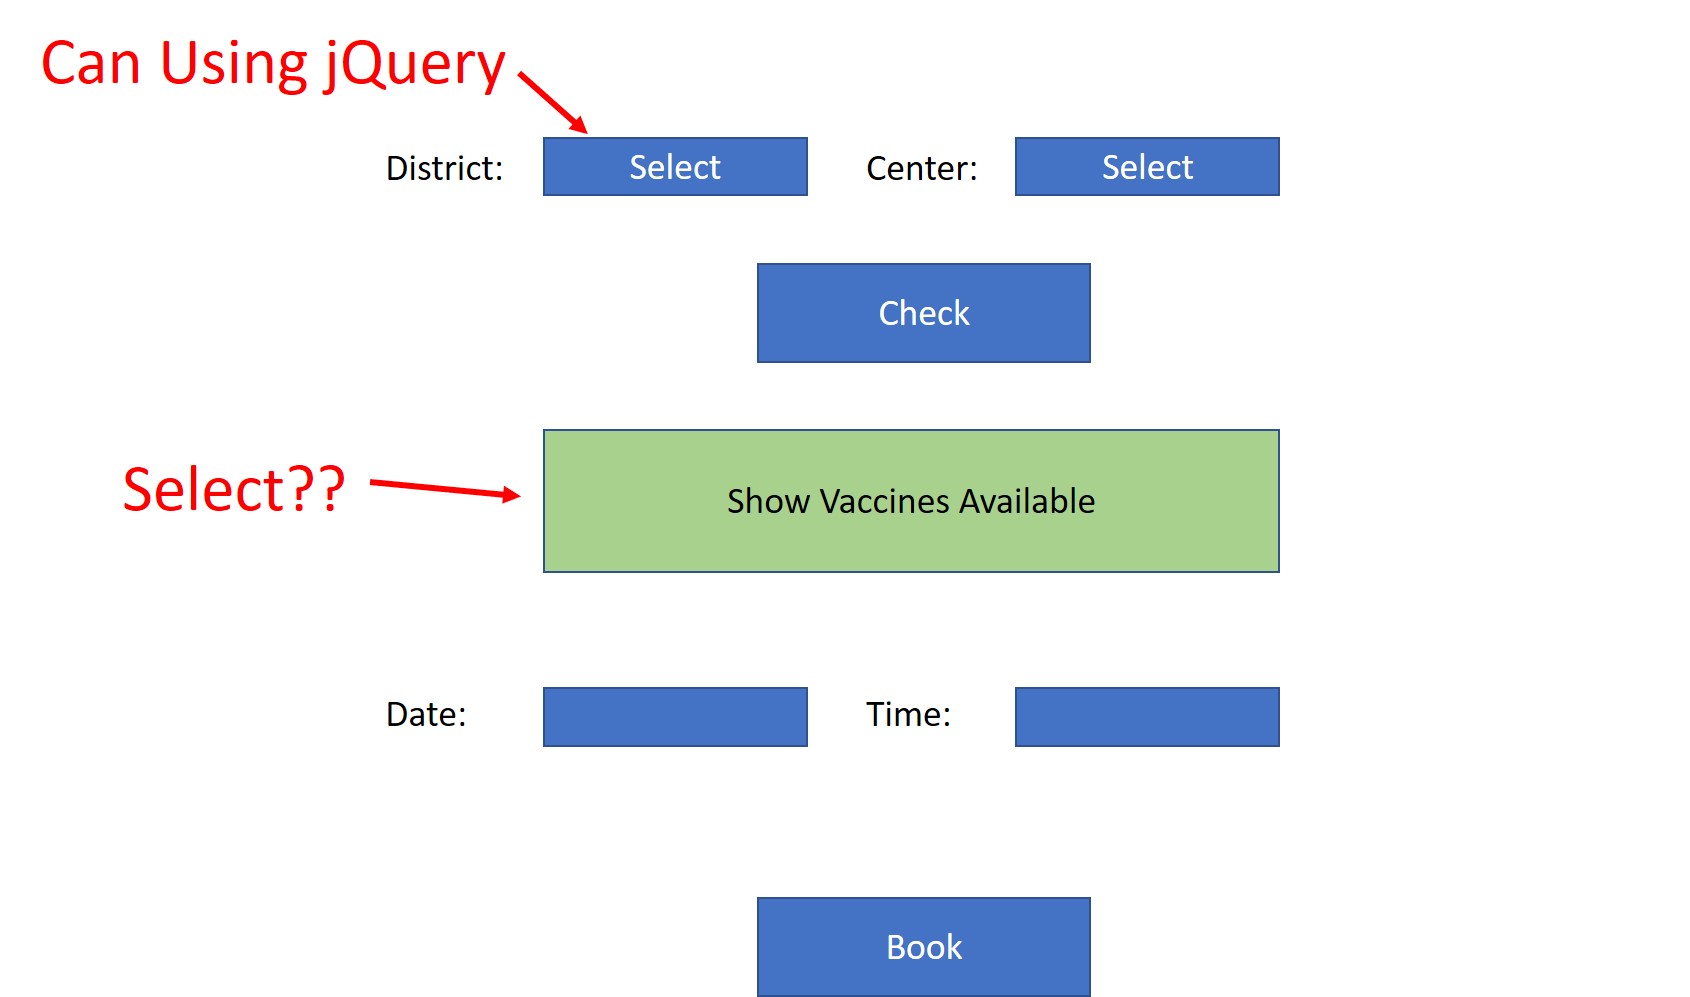 Can Using jQuery
District: Select Center: Select
Check
Select??
Show Vaccines Available
Date: Time:
Book